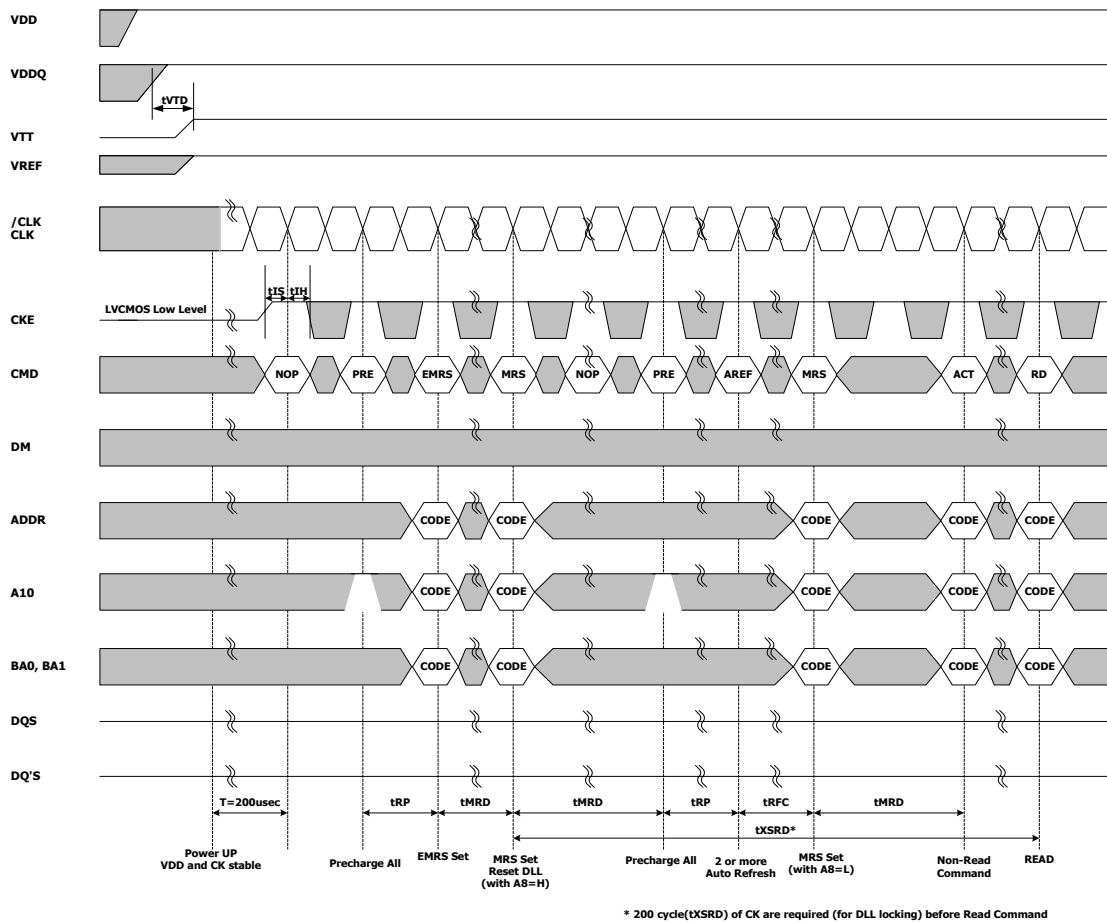 VDD
VDDQ
tVTD
VTT
VREF
/CLK
CLK
tIS tIH
CKE LVCMOS Low Level
CMD NOP PRE EMRS MRS NOP PRE AREF MRS ACT RD
DM
ADDR CODE CODE CODE CODE CODE
A10 CODE CODE CODE CODE CODE
BA0, BA1 CODE CODE CODE CODE CODE
DQS
DQ'S
T=200usec tRP tMRD tMRD tRP tRFC tMRD
tXSRD*
Power UP
VDD and CK stable
Precharge All
EMRS Set
MRS Set
Reset DLL
(with A8=H)
Precharge All
2 or more
Auto Refresh
MRS Set
(with A8=L)
Non-Read
Command
READ
* 200 cycle(tXSRD) of CK are required (for DLL locking) before Read Command